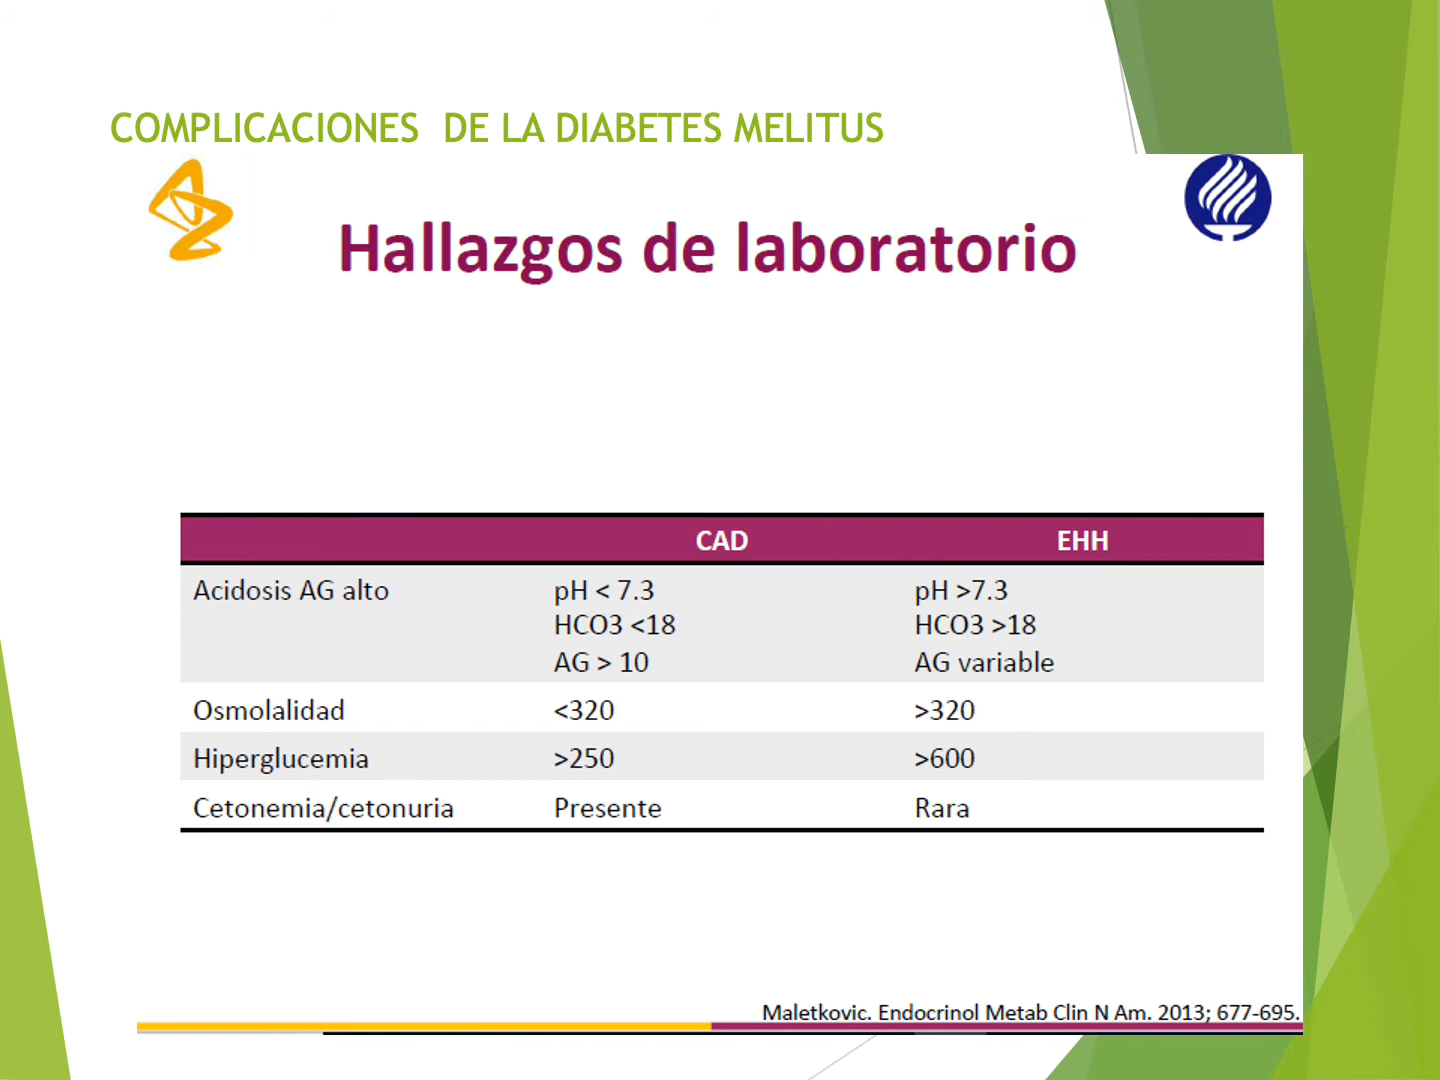 COMPLICACIONES DE LA DIABETES MELITUS
Hallazgos de laboratorio
CAD EHH
Acidosis AG alto pH < 7.3 pH >7.3
HCO3 <18 HCO3 >18
AG > 10 AG variable
Osmolalidad <320 >320
Hiperglucemia >250 >600
Cetonemia/cetonuria Presente Rara
Maletkovic. Endocrinol Metab Clin N Am. 2013; 677-695.